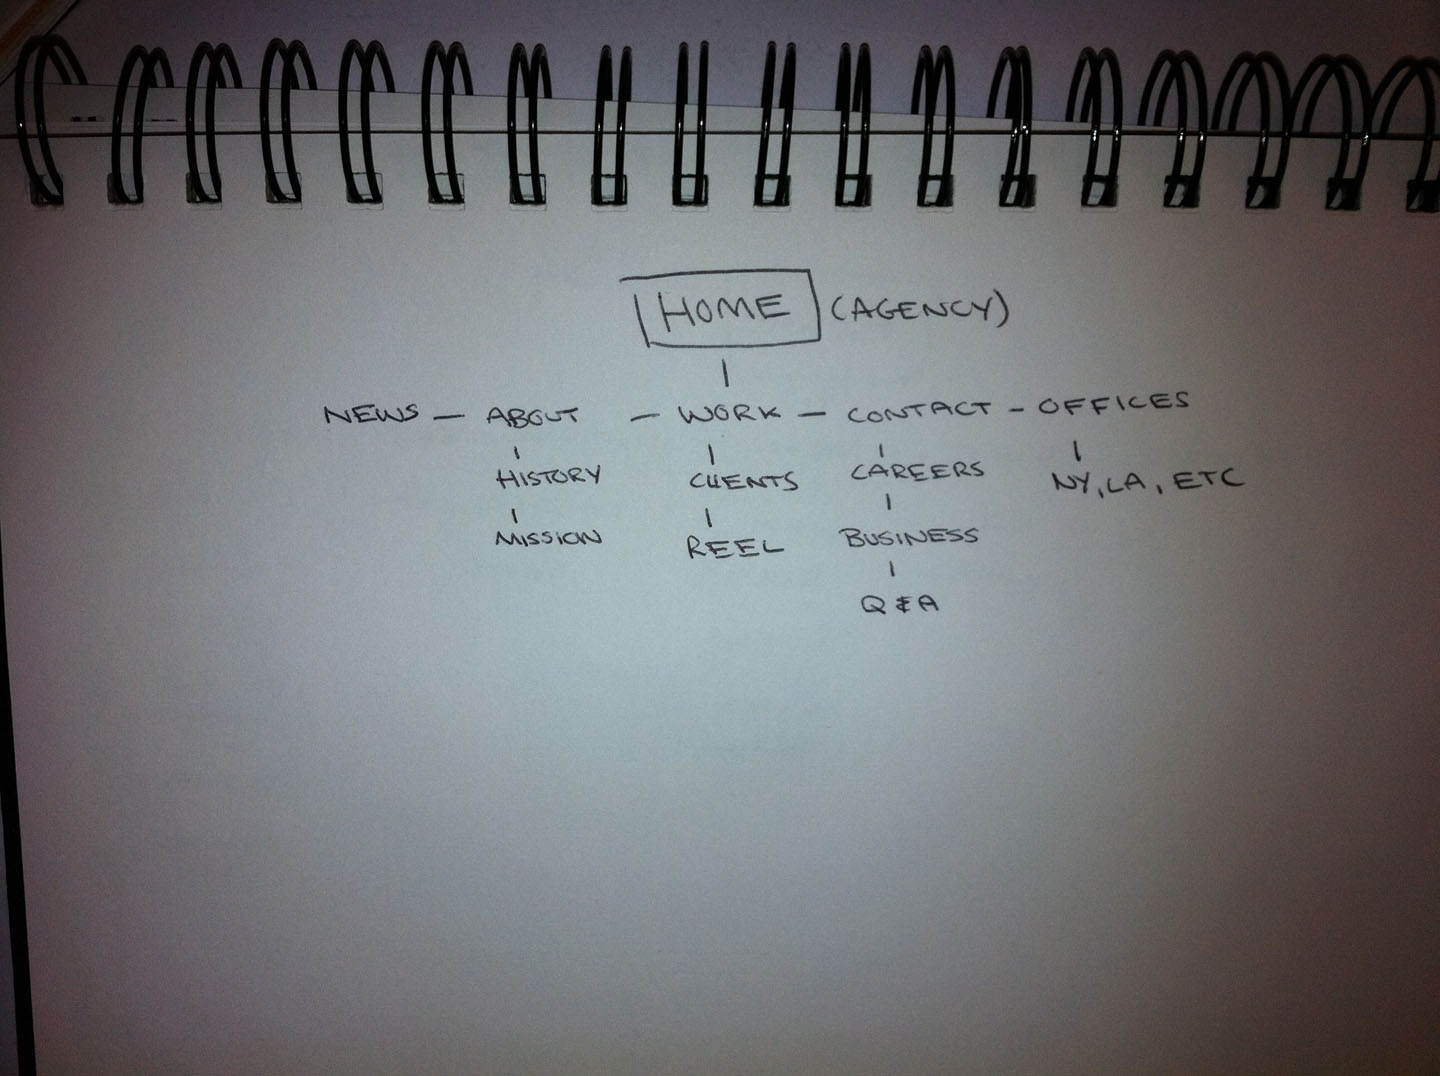 HOME (AGENCY)
NEWS — ABOUT — WORK — CONTACT - OFFICES
HISTORY CLIENTS CAREERS NY, LA, ETC
MISSION REEL BUSINESS
Q & A